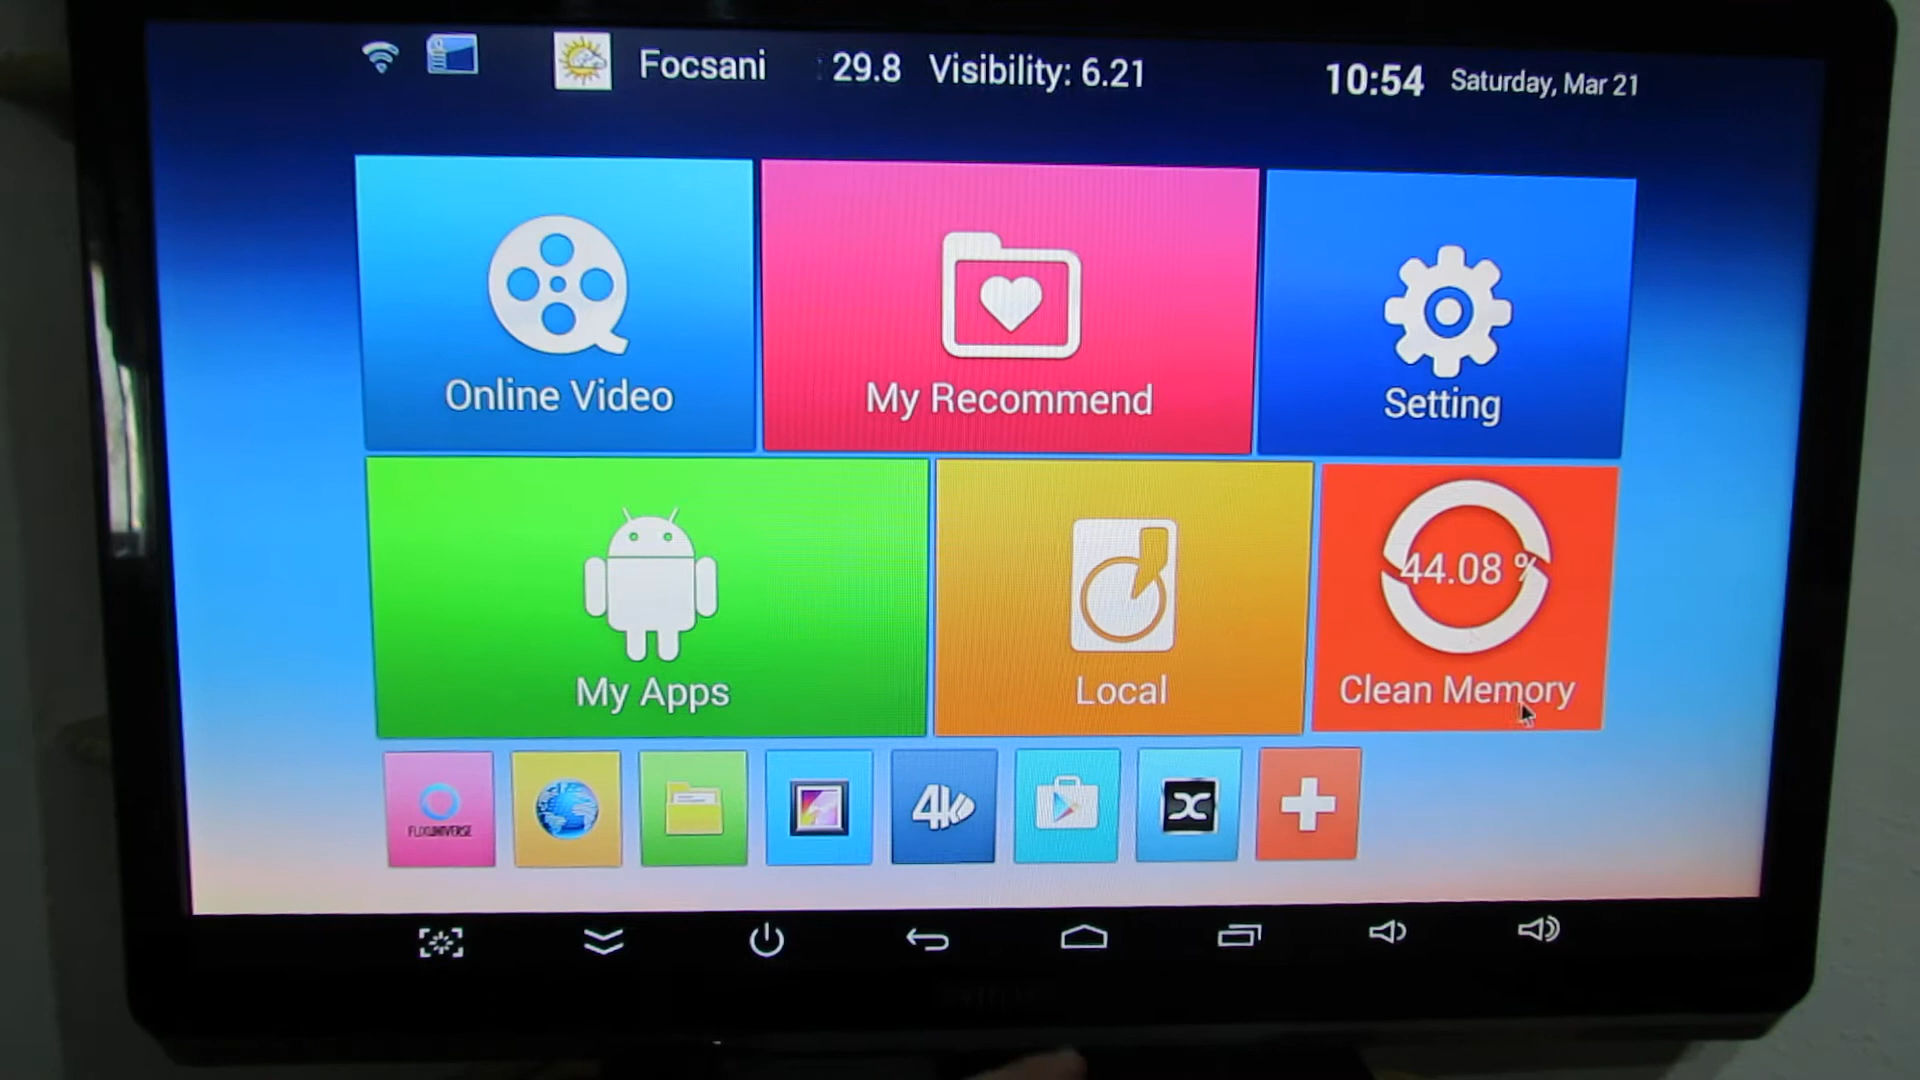 Focsani 29.8 Visibility: 6.21 10:54 Saturday, Mar 21
Online Video
My Recommend
Setting
My Apps
Local
44.08 %
Clean Memory
FLIXUNIVERSE
4K